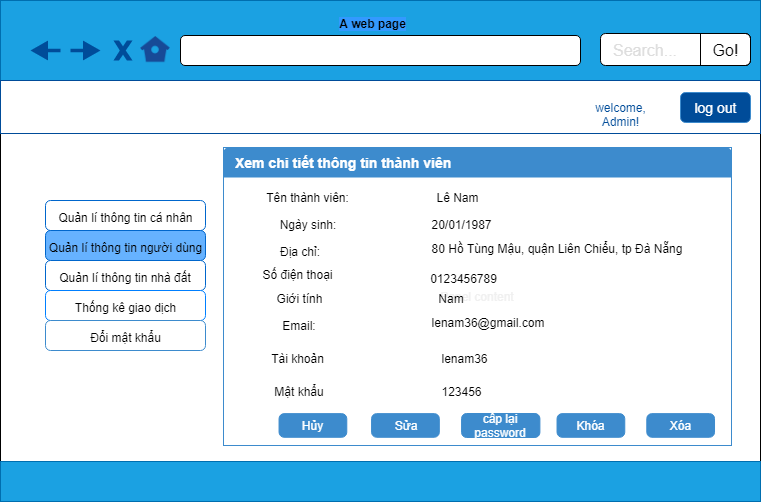 A web page
Search...
Go!
welcome,
Admin!
log out
Xem chi tiết thông tin thành viên
Quản lí thông tin cá nhân
Quản lí thông tin người dùng
Quản lí thông tin nhà đất
Thống kê giao dịch
Đổi mật khẩu
Tên thành viên: Lê Nam
Ngày sinh: 20/01/1987
Địa chỉ: 80 Hồ Tùng Mậu, quận Liên Chiểu, tp Đà Nẵng
Số điện thoại 0123456789
Giới tính Nam
Email: lenam36@gmail.com
Tài khoản lenam36
Mật khẩu 123456
Hủy
Sửa
cấp lại
password
Khóa
Xóa